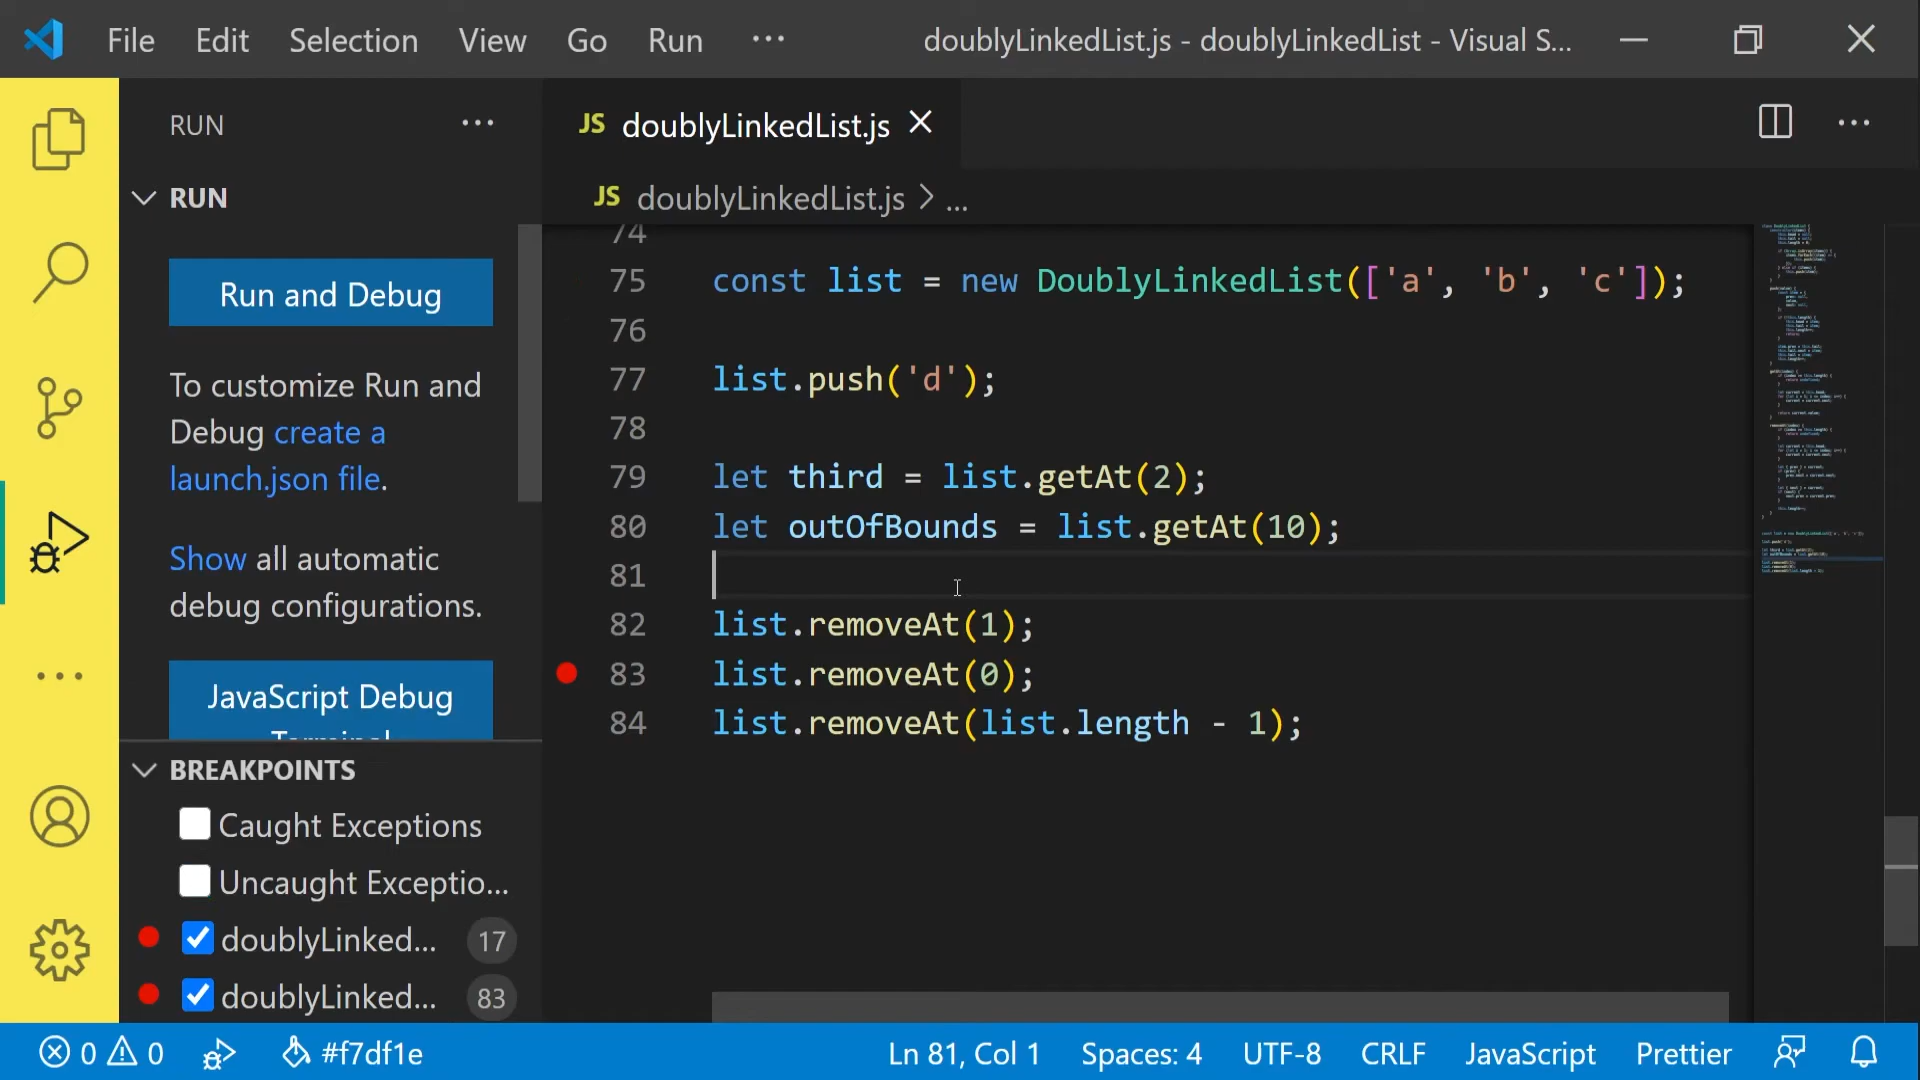 File Edit Selection View Go Run ··· doublyLinkedList.js - doublyLinkedList - Visual S...
RUN ···
RUN
Run and Debug
To customize Run and
Debug create a
launch.json file.
Show all automatic
debug configurations.
JavaScript Debug
Terminal
BREAKPOINTS
Caught Exceptions
Uncaught Exceptio...
doublyLinked... 17
doublyLinked... 83
JS doublyLinkedList.js
JS doublyLinkedList.js > ...
74
75 const list = new DoublyLinkedList(['a', 'b', 'c']);
76
77 list.push('d');
78
79 let third = list.getAt(2);
80 let outOfBounds = list.getAt(10);
81
82 list.removeAt(1);
83 list.removeAt(0);
84 list.removeAt(list.length - 1);
0 0 #f7df1e Ln 81, Col 1 Spaces: 4 UTF-8 CRLF JavaScript Prettier